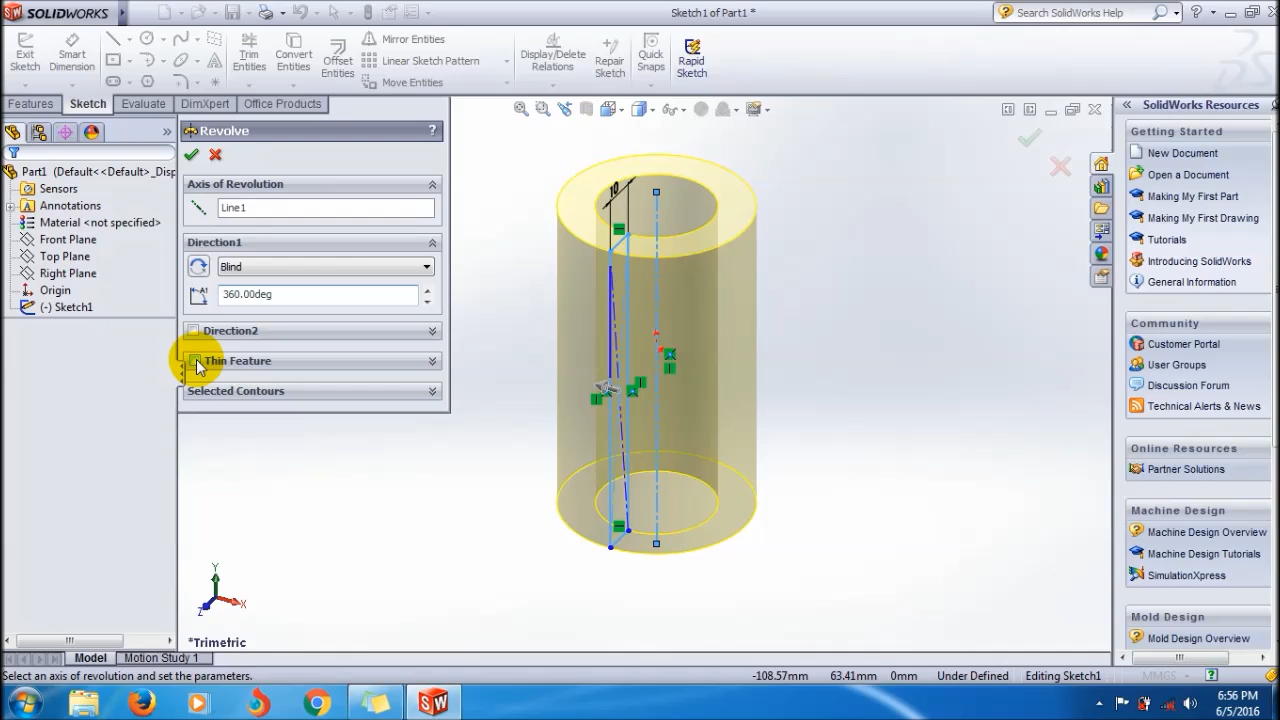 SOLIDWORKS
Sketch1 of Part1 *
Search SolidWorks Help
Exit Sketch
Smart Dimension
Trim Entities
Convert Entities
Offset Entities
Mirror Entities
Linear Sketch Pattern
Move Entities
Display/Delete Relations
Repair Sketch
Quick Snaps
Rapid Sketch
Features
Sketch
Evaluate
DimXpert
Office Products
Part1 (Default<<Default>_Disp
Sensors
Annotations
Material <not specified>
Front Plane
Top Plane
Right Plane
Origin
(-) Sketch1
Revolve
?
Axis of Revolution
Line1
Direction1
Blind
360.00deg
Direction2
Thin Feature
Selected Contours
10
Y
X
Z
*Trimetric
SolidWorks Resources
Getting Started
New Document
Open a Document
Making My First Part
Making My First Drawing
Tutorials
Introducing SolidWorks
General Information
Community
Customer Portal
User Groups
Discussion Forum
Technical Alerts & News
Online Resources
Partner Solutions
Machine Design
Machine Design Overview
Machine Design Tutorials
SimulationXpress
Mold Design
Mold Design Overview
Model
Motion Study 1
Select an axis of revolution and set the parameters.
-108.57mm
63.41mm
0mm
Under Defined
Editing Sketch1
MMGS
6:56 PM
6/5/2016